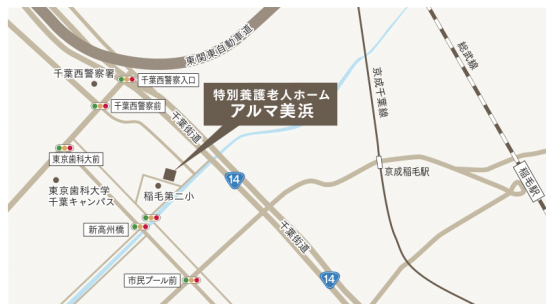 東関東自動車道
総武線
千葉西警察署
千葉西警察入口
京成千葉線
特別養護老人ホーム
アルマ美浜
千葉西警察前
千葉街道
東京歯科大前
京成稲毛駅
稲毛駅
14
東京歯科大学
千葉キャンパス
稲毛第二小
新高洲橋
千葉街道
市民プール前
14